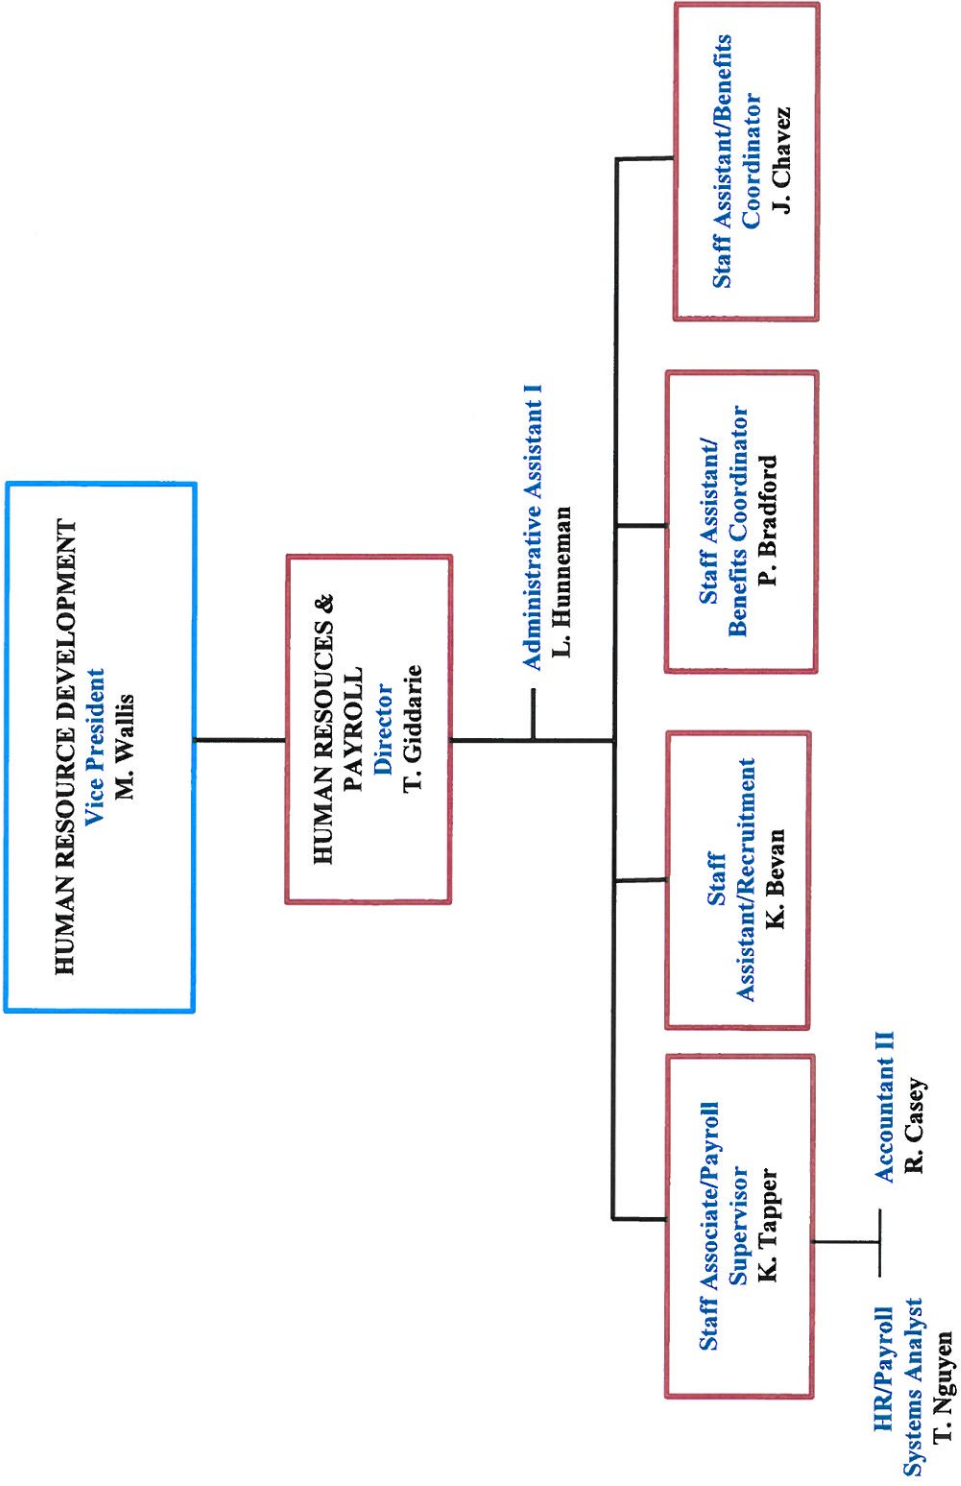 HUMAN RESOURCE DEVELOPMENT
Vice President
M. Wallis
HUMAN RESOUCES &
PAYROLL
Director
T. Giddarie
Administrative Assistant I
L. Hunneman
Staff Associate/Payroll
Supervisor
K. Tapper
Staff
Assistant/Recruitment
K. Bevan
Staff Assistant/
Benefits Coordinator
P. Bradford
Staff Assistant/Benefits
Coordinator
J. Chavez
HR/Payroll
Systems Analyst
T. Nguyen
Accountant II
R. Casey